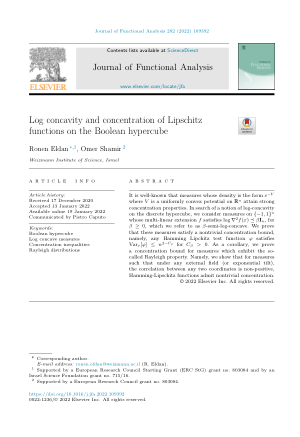 Journal of Functional Analysis 282 (2022) 109392
Contents lists available at ScienceDirect
Journal of Functional Analysis
ELSEVIER
www.elsevier.com/locate/jfa
Log concavity and concentration of Lipschitz
functions on the Boolean hypercube
Ronen Eldan *,1, Omer Shamir 2
Weizmann Institute of Science, Israel
ARTICLE INFO
Article history:
Received 17 December 2020
Accepted 13 January 2022
Available online 19 January 2022
Communicated by Pietro Caputo
Keywords:
Boolean hypercube
Log concave measures
Concentration inequalities
Rayleigh distributions
ABSTRACT
It is well-known that measures whose density is the form e^{-V}
where V is a uniformly convex potential on ℝⁿ attain strong
concentration properties. In search of a notion of log-concavity
on the discrete hypercube, we consider measures on {−1, 1}ⁿ
whose multi-linear extension f satisfies log ∇²f(x) ⪯ βIₙ, for
β ≥ 0, which we refer to as β-semi-log-concave. We prove
that these measures satisfy a nontrivial concentration bound,
namely, any Hamming Lipschitz test function φ satisfies
Var_ν[φ] ≤ n^{2−C_β} for C_β > 0. As a corollary, we prove
a concentration bound for measures which exhibit the so-
called Rayleigh property. Namely, we show that for measures
such that under any external field (or exponential tilt),
the correlation between any two coordinates is non-positive,
Hamming-Lipschitz functions admit nontrivial concentration.
© 2022 Elsevier Inc. All rights reserved.
* Corresponding author.
E-mail address: ronen.eldan@weizmann.ac.il (R. Eldan).
1 Supported by a European Research Council Starting Grant (ERC StG) grant no. 803084 and by an
Israel Science Foundation grant no. 715/16.
2 Supported by a European Research Council grant no. 803084.
0022-1236/© 2022 Elsevier Inc. All rights reserved.